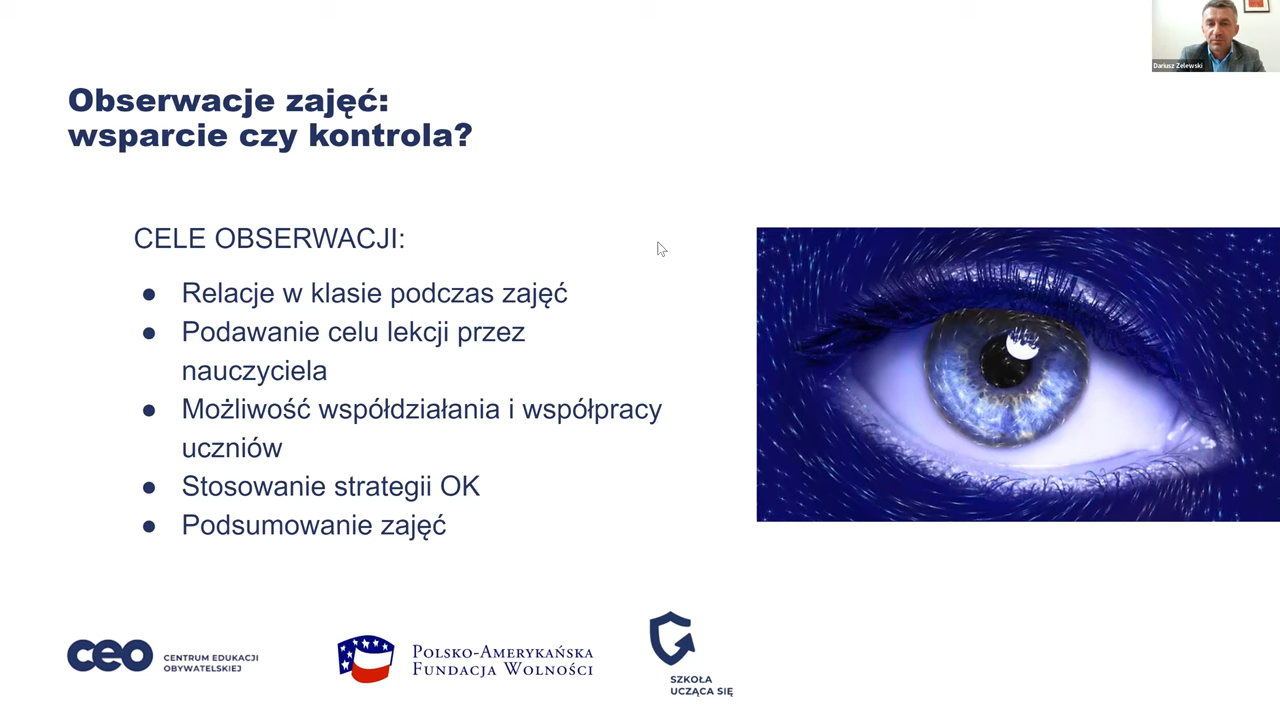 Dariusz Zelewski
Obserwacje zajęć:
wsparcie czy kontrola?
CELE OBSERWACJI:
● Relacje w klasie podczas zajęć
● Podawanie celu lekcji przez
nauczyciela
● Możliwość współdziałania i współpracy
uczniów
● Stosowanie strategii OK
● Podsumowanie zajęć
ceo CENTRUM EDUKACJI
OBYWATELSKIEJ
POLSKO-AMERYKAŃSKA
FUNDACJA WOLNOŚCI
SZKOŁA
UCZĄCA SIĘ